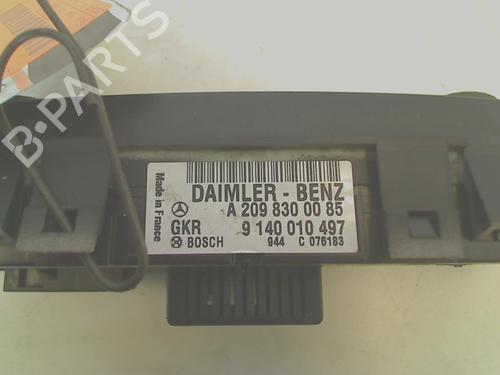 B-PARTS
Made in France
DAIMLER - BENZ
A 209 830 00 85
GKR 9 140 010 497
BOSCH 944 C 076183